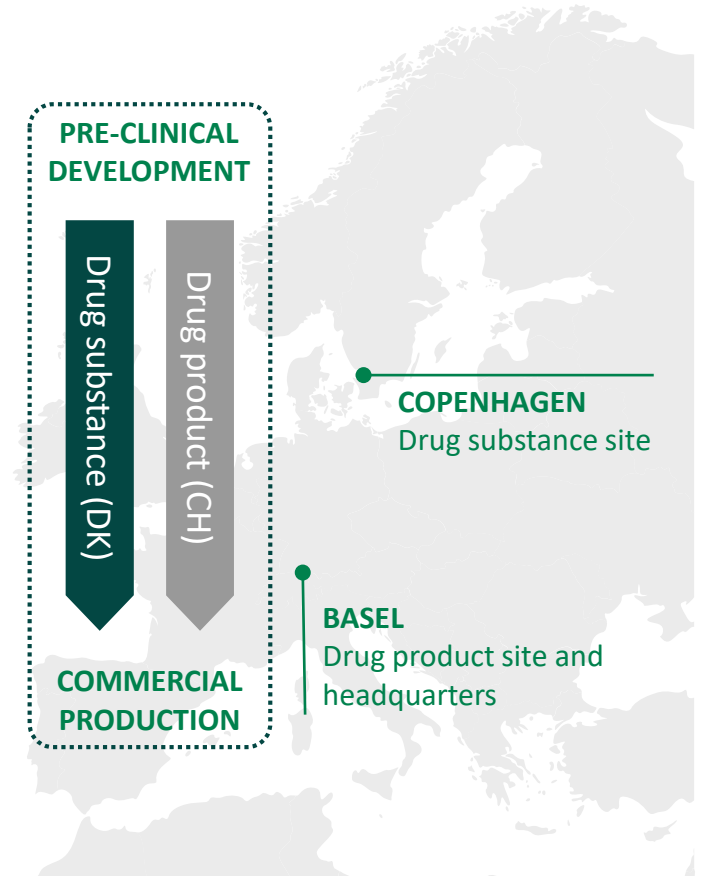 PRE-CLINICAL
DEVELOPMENT
Drug substance (DK)
Drug product (CH)
COMMERCIAL
PRODUCTION
COPENHAGEN
Drug substance site
BASEL
Drug product site and
headquarters